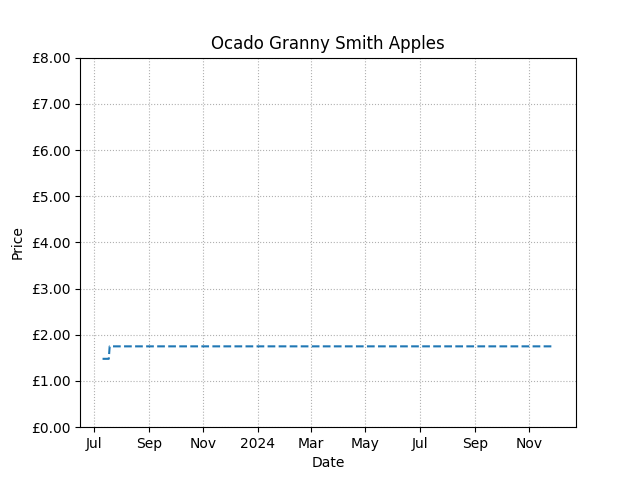 Ocado Granny Smith Apples
£8.00
£7.00
£6.00
£5.00
£4.00
£3.00
£2.00
£1.00
£0.00
Price
Jul Sep Nov 2024 Mar May Jul Sep Nov
Date